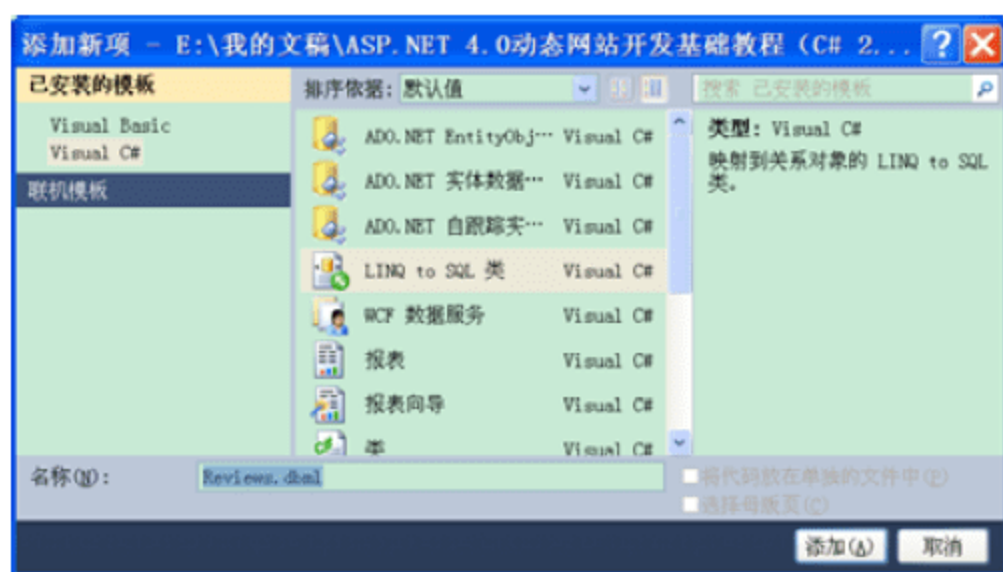 添加新项 - E:\我的文稿\ASP.NET 4.0动态网站开发基础教程(C# 2...
已安装的模板
排序依据: 默认值
搜索 已安装的模板
Visual Basic
Visual C#
联机模板
ADO.NET EntityObj… Visual C#
ADO.NET 实体数据… Visual C#
ADO.NET 自跟踪实… Visual C#
LINQ to SQL 类 Visual C#
WCF 数据服务 Visual C#
报表 Visual C#
报表向导 Visual C#
类 Visual C#
类型: Visual C#
映射到关系对象的 LINQ to SQL
类。
名称(N): Reviews.dbml
将代码放在单独的文件中(P)
选择母版页(C)
添加(A) 取消